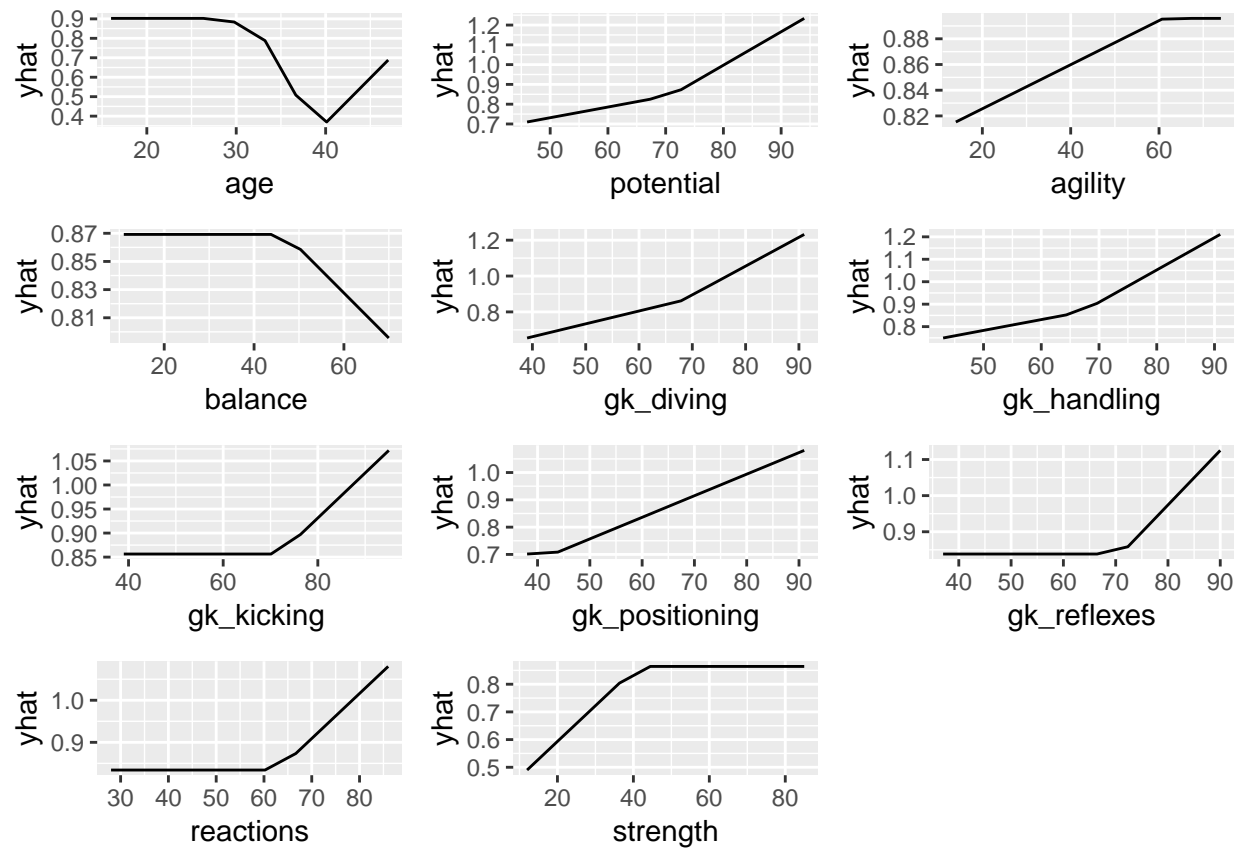 yhat
0.9
0.8
0.7
0.6
0.5
0.4
20 30 40
age
yhat
1.2
1.1
1.0
0.9
0.8
0.7
50 60 70 80 90
potential
yhat
0.88
0.86
0.84
0.82
20 40 60
agility
yhat
0.87
0.85
0.83
0.81
20 40 60
balance
yhat
1.2
1.0
0.8
40 50 60 70 80 90
gk_diving
yhat
1.2
1.1
1.0
0.9
0.8
50 60 70 80 90
gk_handling
yhat
1.05
1.00
0.95
0.90
0.85
40 60 80
gk_kicking
yhat
1.0
0.9
0.8
0.7
40 50 60 70 80 90
gk_positioning
yhat
1.1
1.0
0.9
40 50 60 70 80 90
gk_reflexes
yhat
1.0
0.9
30 40 50 60 70 80
reactions
yhat
0.8
0.7
0.6
0.5
20 40 60 80
strength